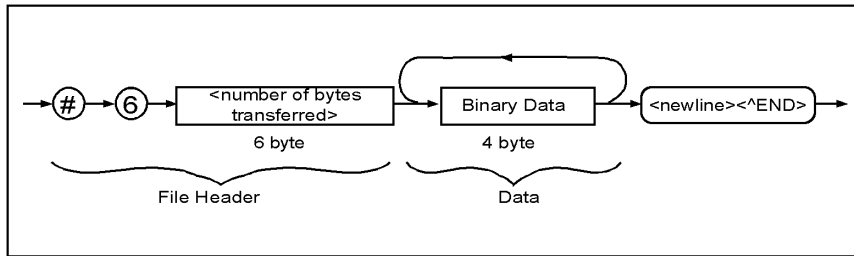 # 6 <number of bytes transferred> Binary Data <newline><^END>
6 byte 4 byte
File Header Data